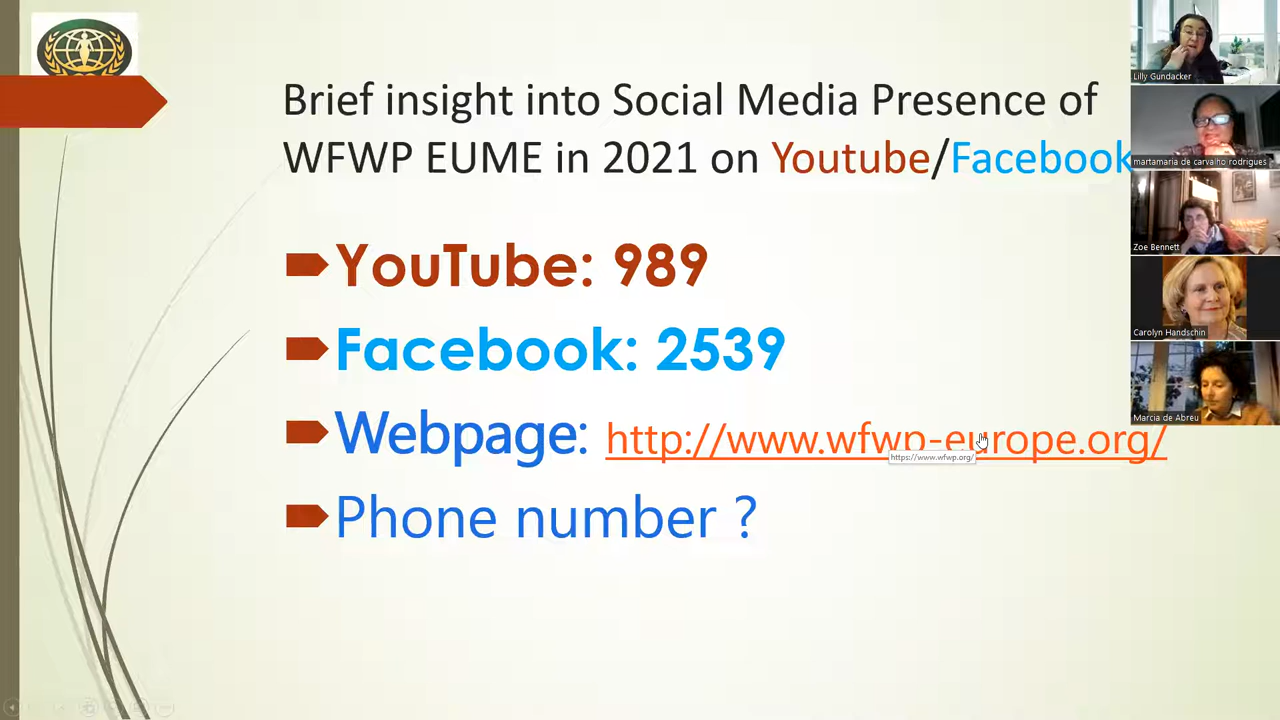 Brief insight into Social Media Presence of
WFWP EUME in 2021 on Youtube/Facebook
YouTube: 989
Facebook: 2539
Webpage: http://www.wfwp-europe.org/
https://www.wfwp.org/
Phone number ?
Lilly Gundacker
martamaria de carvalho rodrigues
Zoe Bennett
Carolyn Handschin
Marcia de Abreu